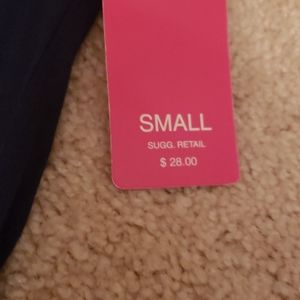 SMALL
SUGG. RETAIL
$ 28.00